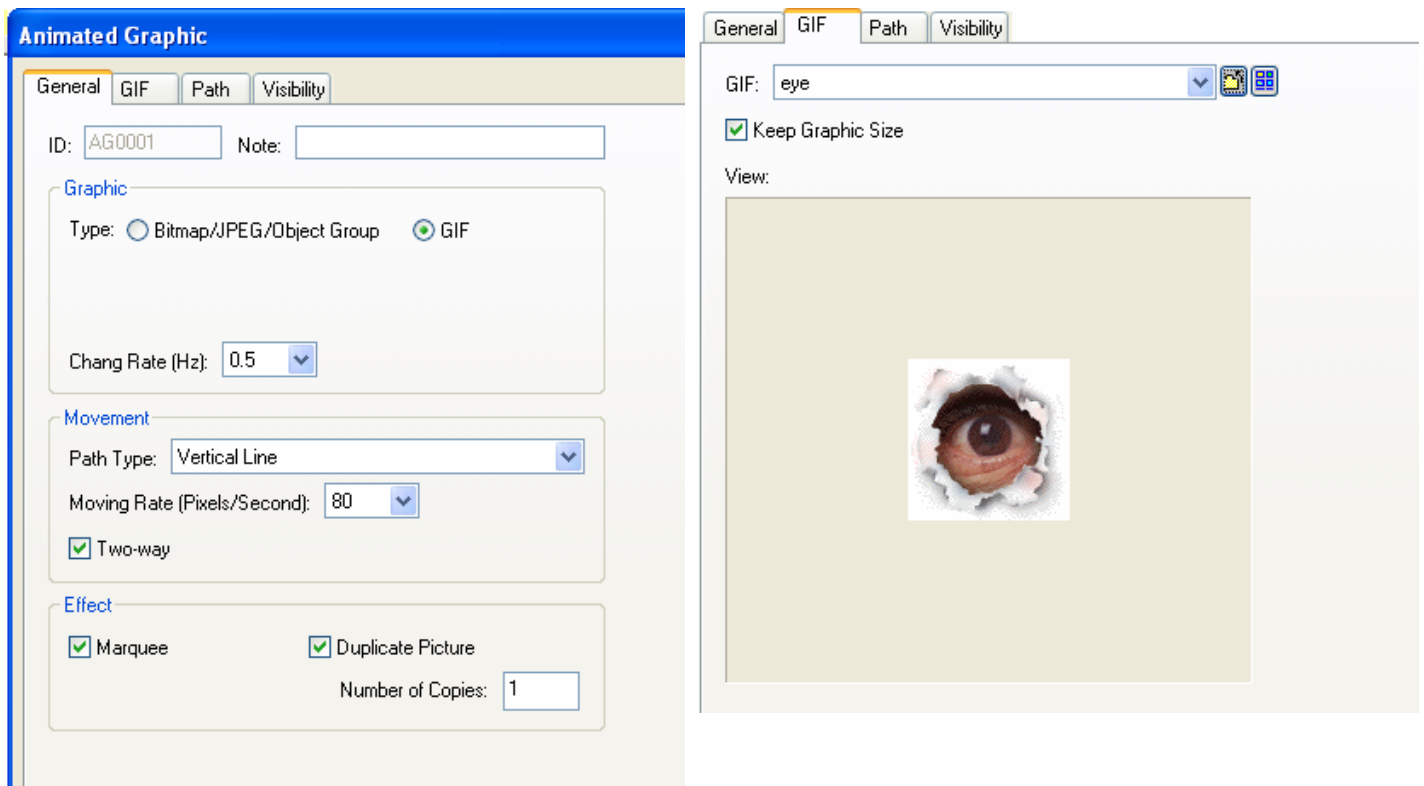 Animated Graphic
General GIF Path Visibility
ID: AG0001 Note:
Graphic
Type: Bitmap/JPEG/Object Group GIF
Chang Rate (Hz): 0.5
Movement
Path Type: Vertical Line
Moving Rate (Pixels/Second): 80
Two-way
Effect
Marquee Duplicate Picture
Number of Copies: 1
General GIF Path Visibility
GIF: eye
Keep Graphic Size
View: